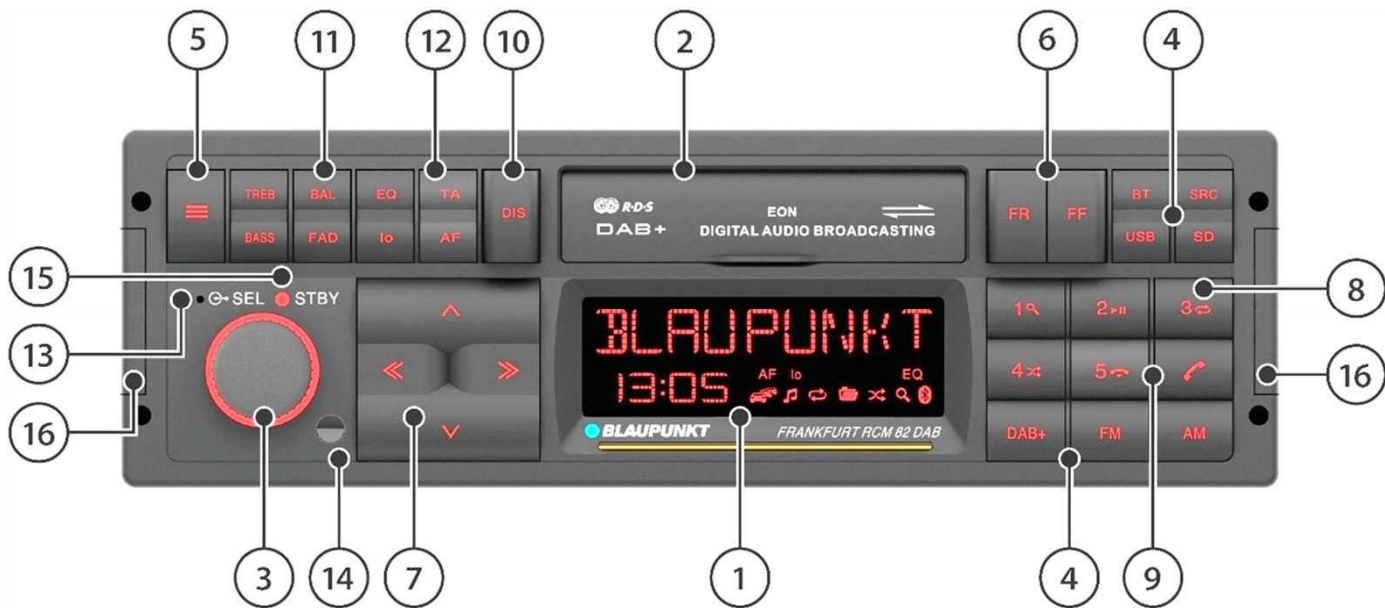 5 11 12 10 2 6 4
TREB BAL EQ TA
BASS FAD lo AF
DIS
R·D·S
DAB+
EON
DIGITAL AUDIO BROADCASTING
FR FF
BT SRC
USB SD
15
SEL STBY
13
16
8
1 2 3
4 5
DAB+ FM AM
16
BLAUPUNKT
13:05 AF lo EQ
BLAUPUNKT FRANKFURT RCM 82 DAB
3 14 7 1 4 9